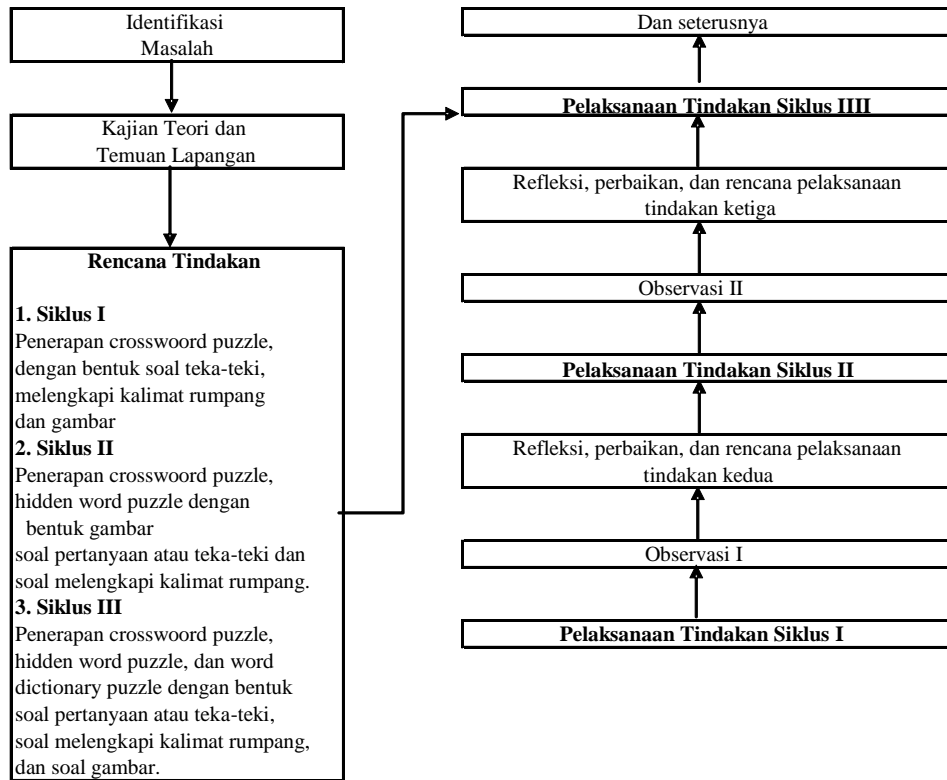 Identifikasi
Masalah
Kajian Teori dan
Temuan Lapangan
Rencana Tindakan
1. Siklus I
Penerapan crosswoord puzzle,
dengan bentuk soal teka-teki,
melengkapi kalimat rumpang
dan gambar
2. Siklus II
Penerapan crosswoord puzzle,
hidden word puzzle dengan
bentuk gambar
soal pertanyaan atau teka-teki dan
soal melengkapi kalimat rumpang.
3. Siklus III
Penerapan crosswoord puzzle,
hidden word puzzle, dan word
dictionary puzzle dengan bentuk
soal pertanyaan atau teka-teki,
soal melengkapi kalimat rumpang,
dan soal gambar.
Dan seterusnya
Pelaksanaan Tindakan Siklus IIII
Refleksi, perbaikan, dan rencana pelaksanaan
tindakan ketiga
Observasi II
Pelaksanaan Tindakan Siklus II
Refleksi, perbaikan, dan rencana pelaksanaan
tindakan kedua
Observasi I
Pelaksanaan Tindakan Siklus I